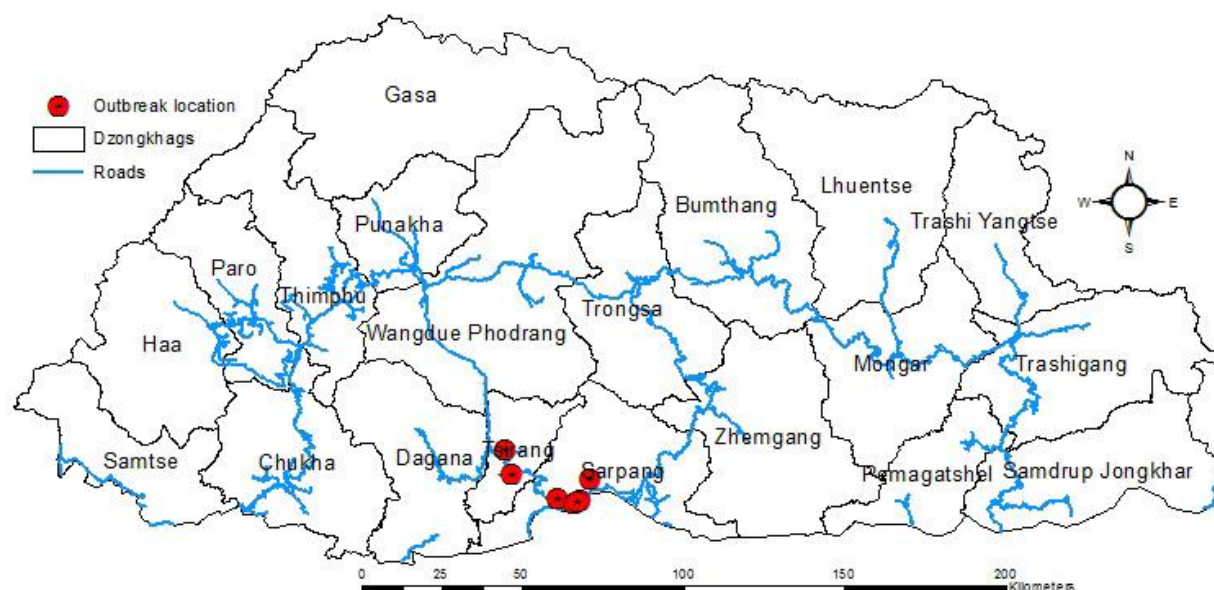 Gasa
Outbreak location
Dzongkhags
Roads
N
W E
S
Lhuentse
Bumthang
Trashi Yangtse
Punakha
Paro
Thimphu
Trongsa
Wangdue Phodrang
Haa
Mongar
Trashigang
Zhemgang
Tsirang
Dagana
Sarpang
Samtse
Chukha
Pemagatshel
Samdrup Jongkhar
0 25 50 100 150 200
Kilometers